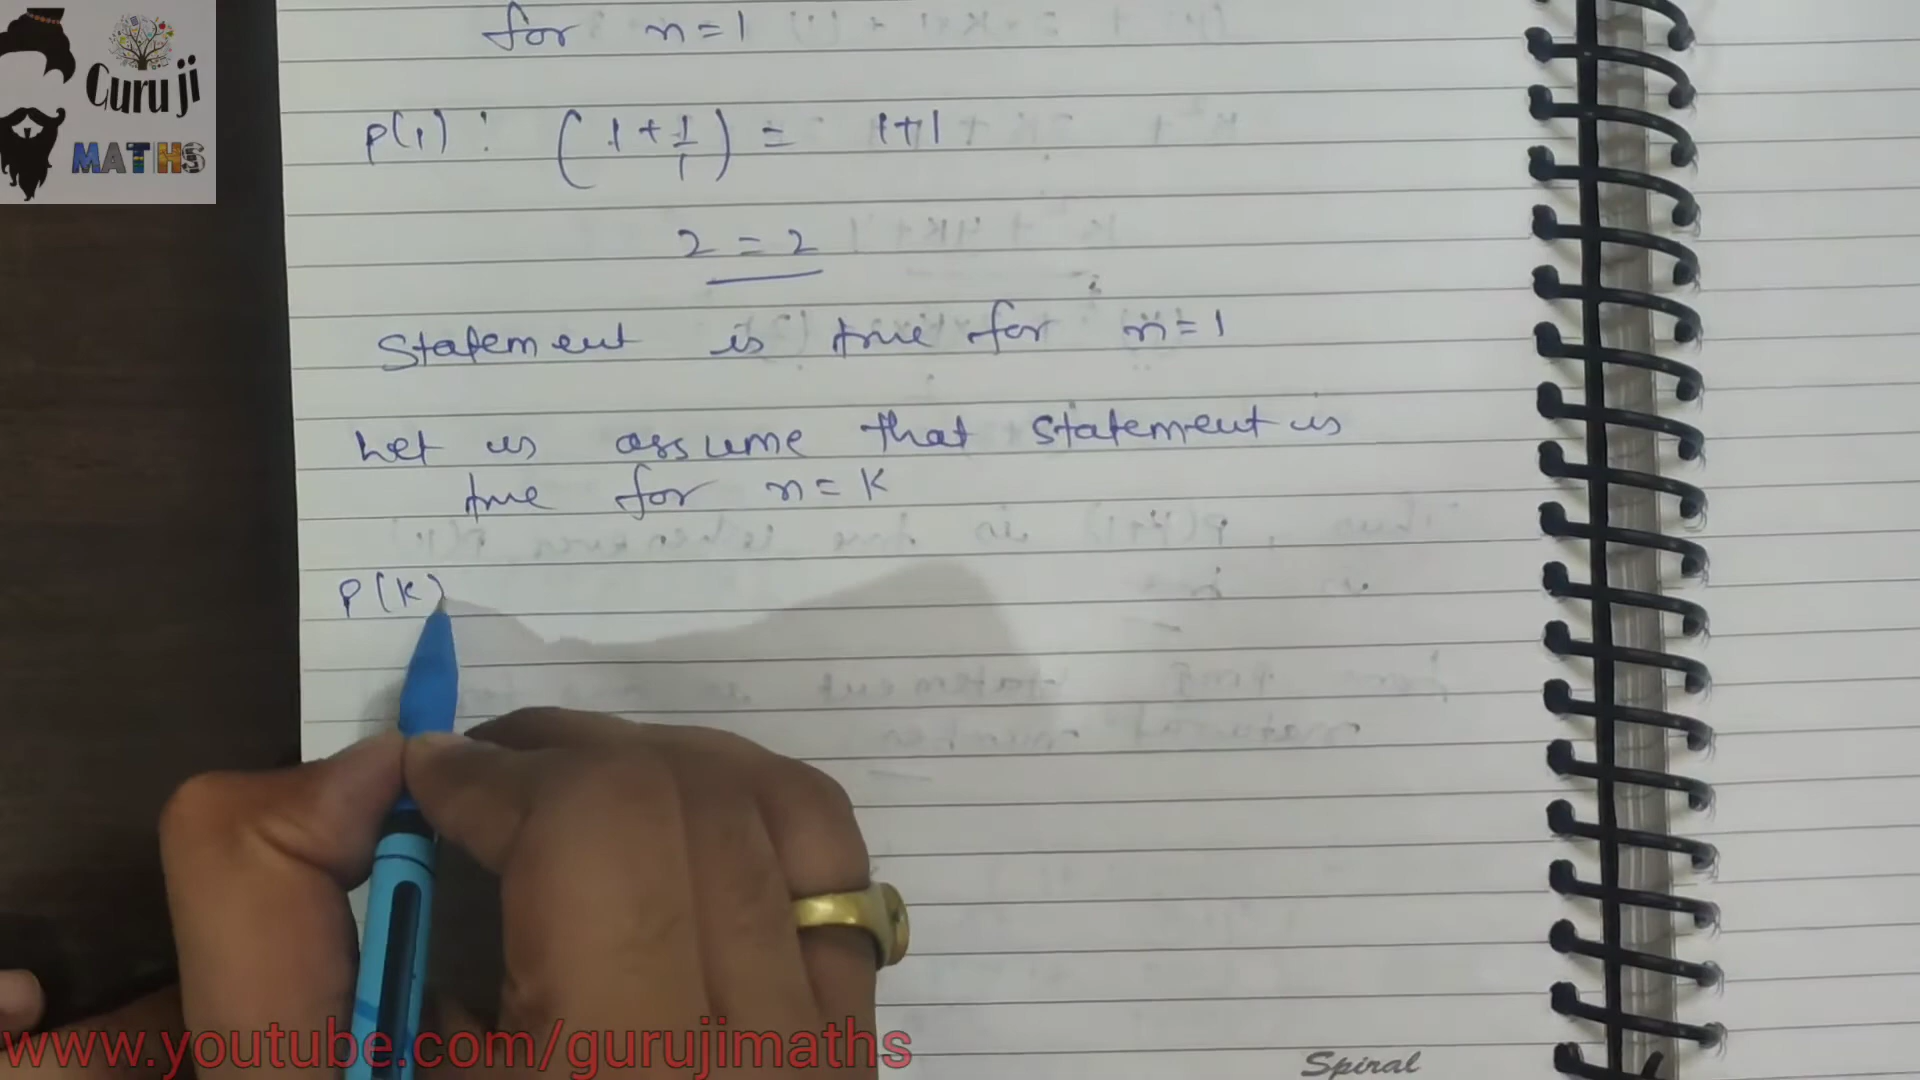 Guru ji
MATHS
for n = 1
P(1) : (1 + 1/1) = 1+1
2 = 2
Statement is true for n = 1
Let us assume that statement is
true for n = K
P(K)
www.youtube.com/gurujimaths
Spiral